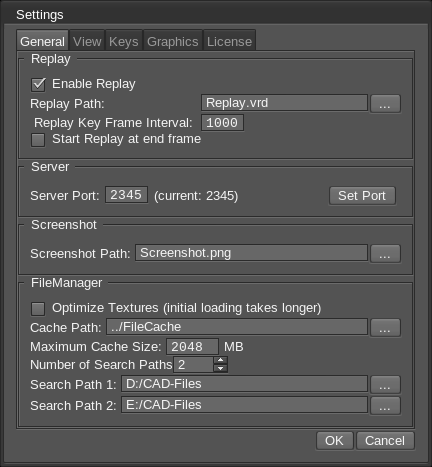 Settings
General View Keys Graphics License
Replay
Enable Replay
Replay Path: Replay.vrd ...
Replay Key Frame Interval: 1000
Start Replay at end frame
Server
Server Port: 2345 (current: 2345) Set Port
Screenshot
Screenshot Path: Screenshot.png ...
FileManager
Optimize Textures (initial loading takes longer)
Cache Path: ../FileCache ...
Maximum Cache Size: 2048 MB
Number of Search Paths 2
Search Path 1: D:/CAD-Files ...
Search Path 2: E:/CAD-Files ...
OK Cancel